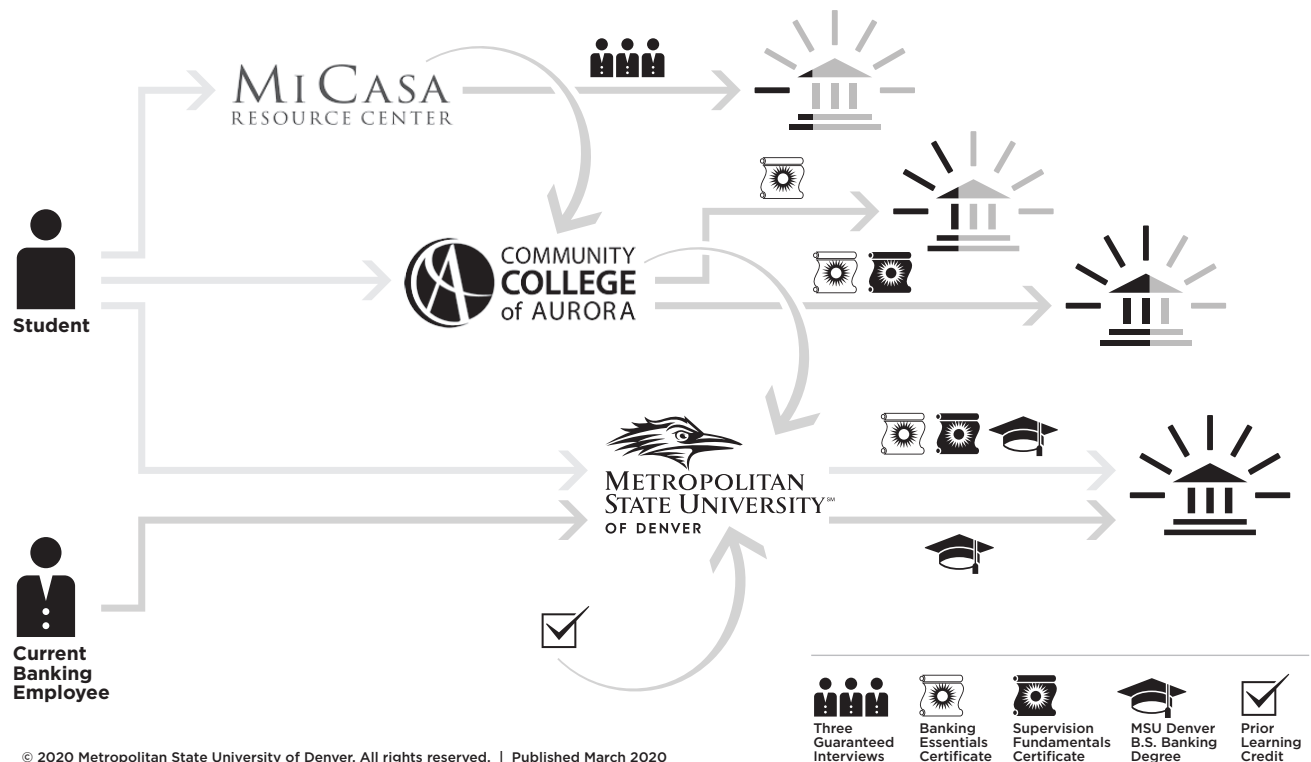 MI CASA
RESOURCE CENTER
COMMUNITY
COLLEGE
of AURORA
Student
METROPOLITAN
STATE UNIVERSITY℠
OF DENVER
Current
Banking
Employee
Three
Guaranteed
Interviews
Banking
Essentials
Certificate
Supervision
Fundamentals
Certificate
MSU Denver
B.S. Banking
Degree
Prior
Learning
Credit
© 2020 Metropolitan State University of Denver. All rights reserved. | Published March 2020